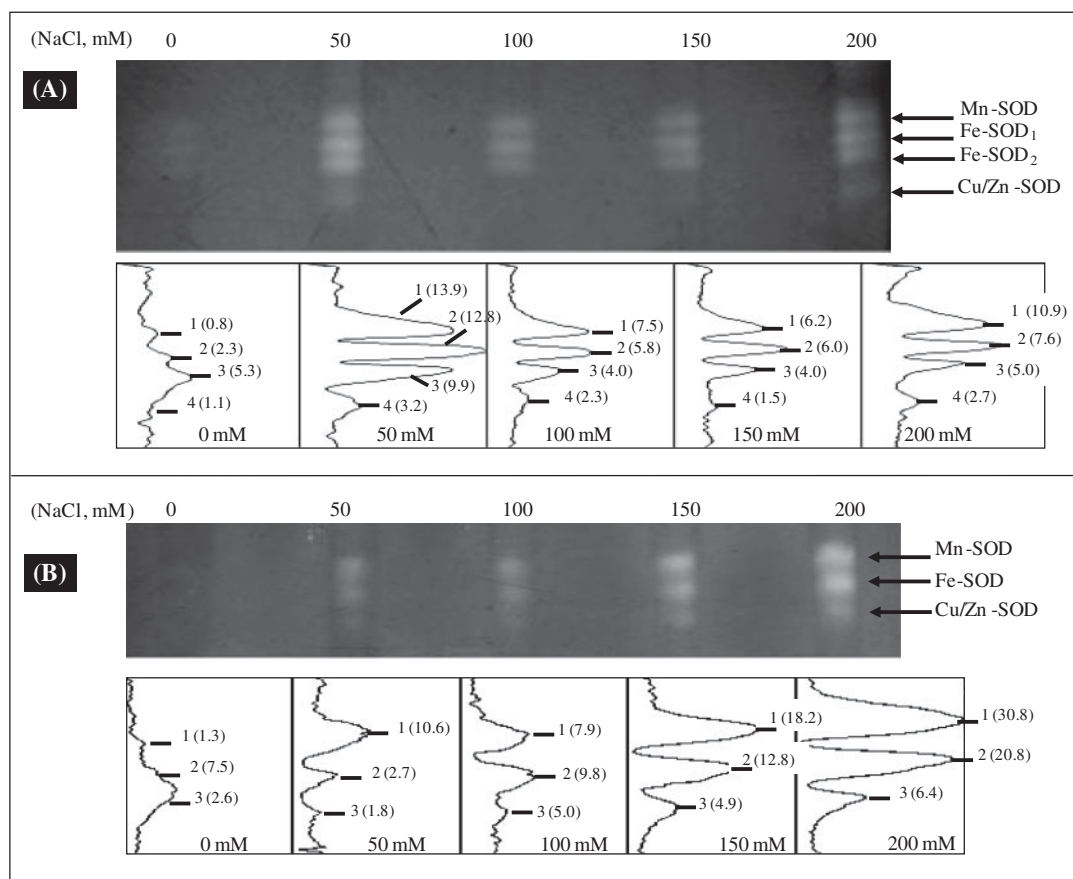 (NaCl, mM) 0 50 100 150 200
(A)
Mn-SOD
Fe-SOD₁
Fe-SOD₂
Cu/Zn-SOD
1 (0.8)
2 (2.3)
3 (5.3)
4 (1.1)
0 mM
1 (13.9)
2 (12.8)
3 (9.9)
4 (3.2)
50 mM
1 (7.5)
2 (5.8)
3 (4.0)
4 (2.3)
100 mM
1 (6.2)
2 (6.0)
3 (4.0)
4 (1.5)
150 mM
1 (10.9)
2 (7.6)
3 (5.0)
4 (2.7)
200 mM
(NaCl, mM) 0 50 100 150 200
(B)
Mn-SOD
Fe-SOD
Cu/Zn-SOD
1 (1.3)
2 (7.5)
3 (2.6)
0 mM
1 (10.6)
2 (2.7)
3 (1.8)
50 mM
1 (7.9)
2 (9.8)
3 (5.0)
100 mM
1 (18.2)
2 (12.8)
3 (4.9)
150 mM
1 (30.8)
2 (20.8)
3 (6.4)
200 mM